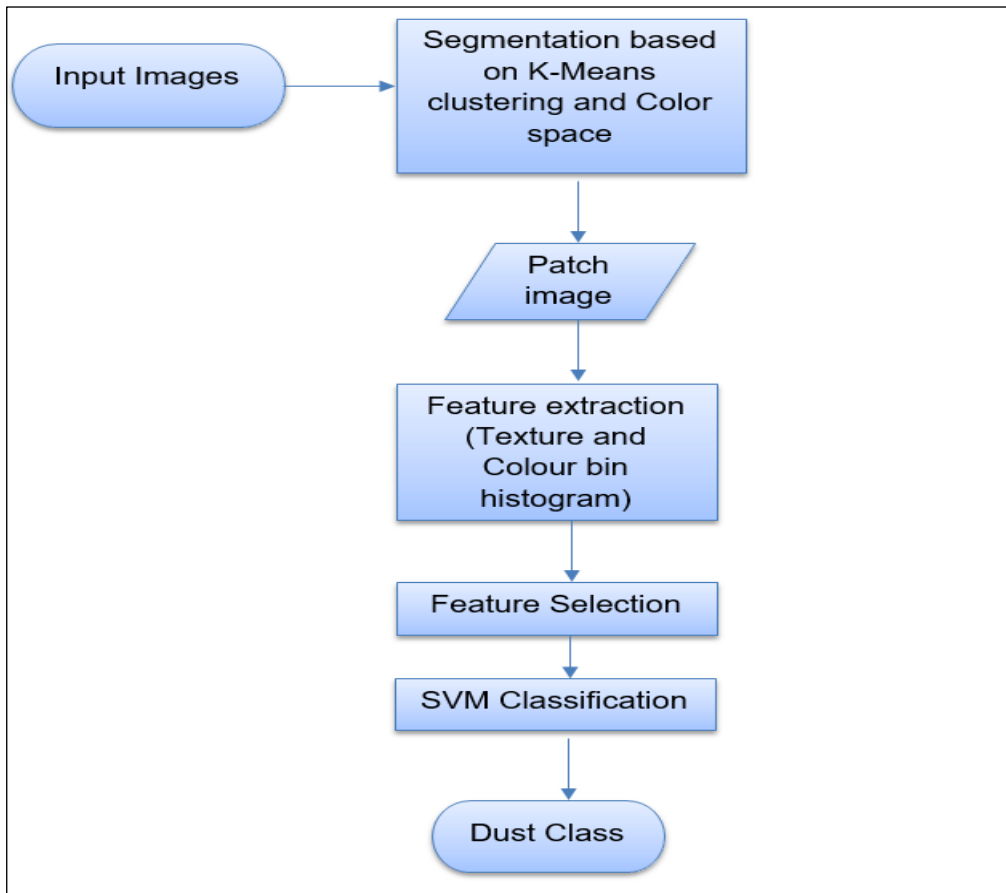 Input Images
Segmentation based
on K-Means
clustering and Color
space
Patch
image
Feature extraction
(Texture and
Colour bin
histogram)
Feature Selection
SVM Classification
Dust Class